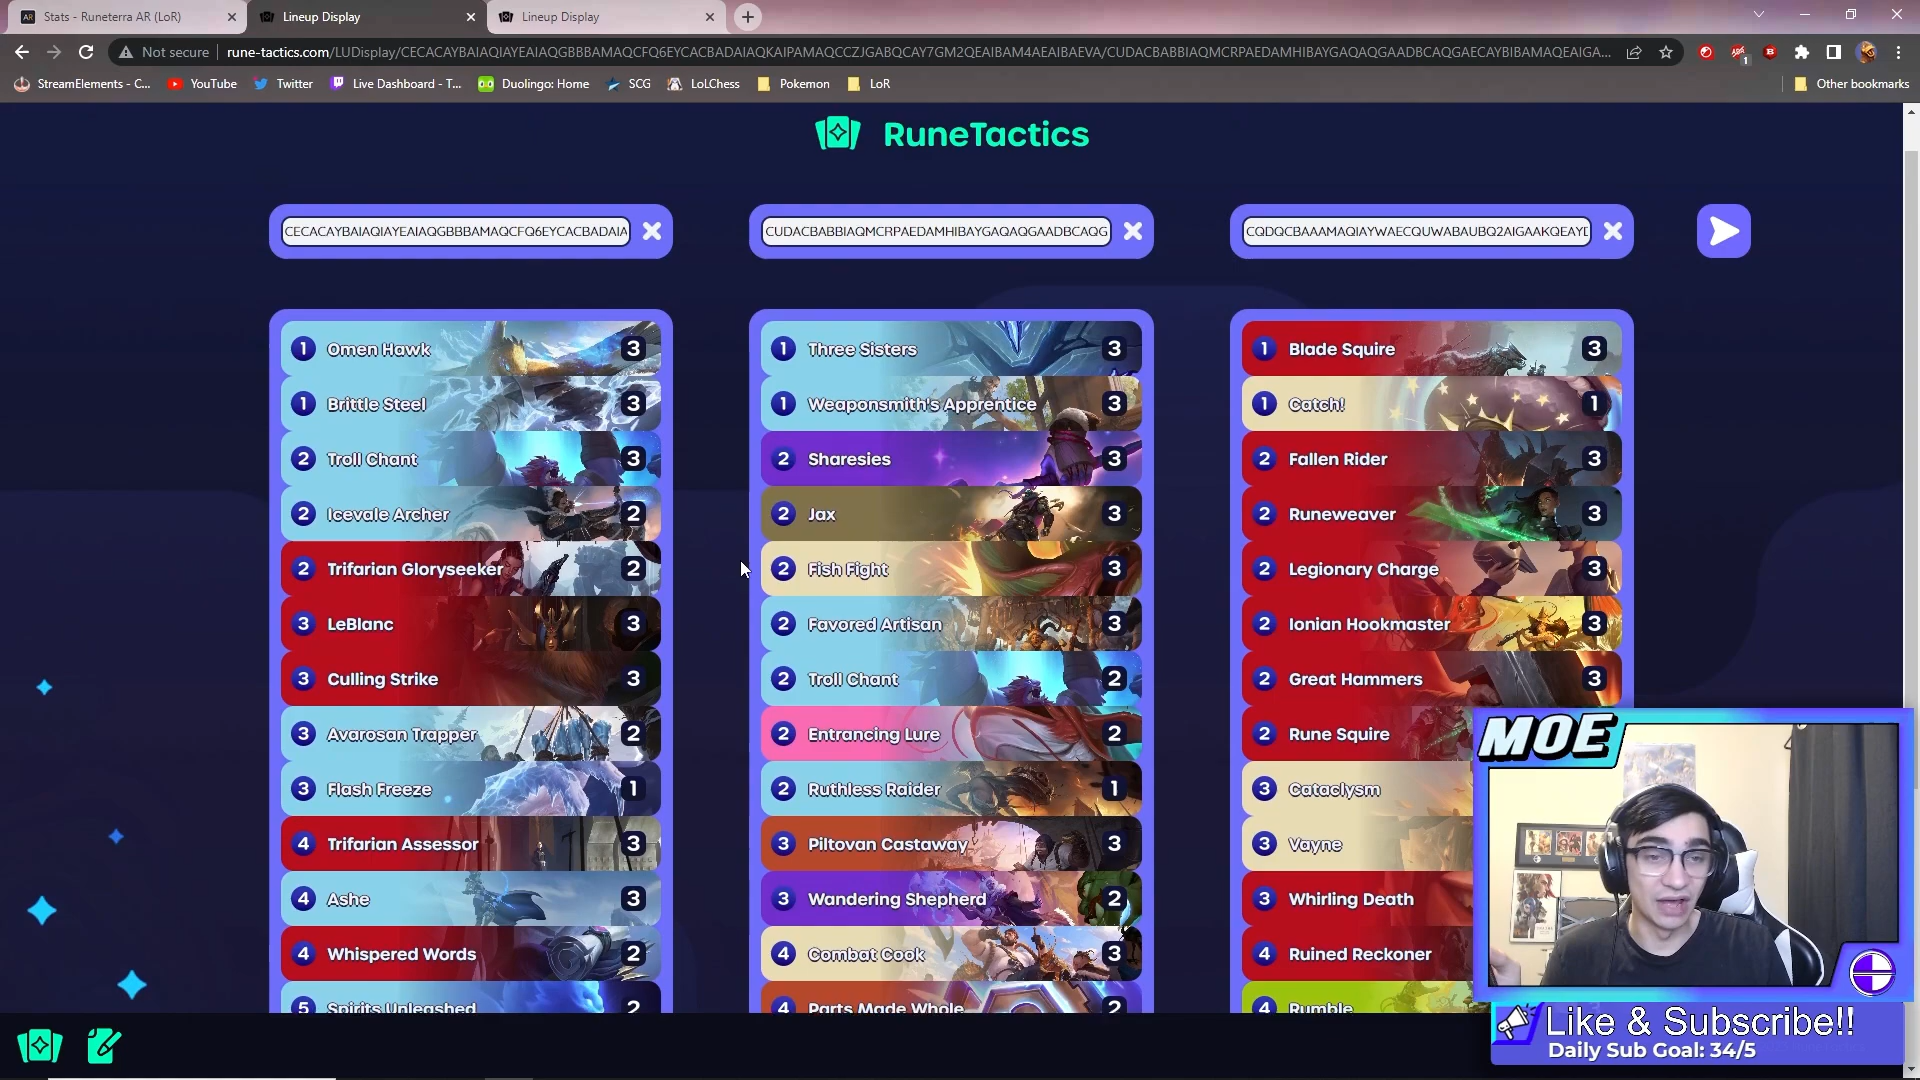 Stats - Runeterra AR (LoR)
Lineup Display
Lineup Display
Not secure
rune-tactics.com/LUDisplay/CECACAYBAIAQIAYEAIAQGBBBAMAQCFQ6EYCACBADAIAQKAIPAMAQCCZJGABQCAY7GM2QEAIBAM4AEAIBAEVA/CUDACBABBIAQMCRPAEDAMHIBAYGAQAQGAADBCAQGAECAYBIBAMAQEAIGA...
StreamElements - C...
YouTube
Twitter
Live Dashboard - T...
Duolingo: Home
SCG
LoLChess
Pokemon
LoR
Other bookmarks
RuneTactics
CECACAYBAIAQIAYEAIAQGBBBAMAQCFQ6EYCACBADAIA
CUDACBABBIAQMCRPAEDAMHIBAYGAQAQGAADBCAQG
CQDQCBAAAMAQIAYWAECQUWABAUBQ2AIGAAKQEAYD
1 Omen Hawk 3
1 Brittle Steel 3
2 Troll Chant 3
2 Icevale Archer 2
2 Trifarian Gloryseeker 2
3 LeBlanc 3
3 Culling Strike 3
3 Avarosan Trapper 2
3 Flash Freeze 1
4 Trifarian Assessor 3
4 Ashe 3
4 Whispered Words 2
5 Spirits Unleashed 2
1 Three Sisters 3
1 Weaponsmith's Apprentice 3
2 Sharesies 3
2 Jax 3
2 Fish Fight 3
2 Favored Artisan 3
2 Troll Chant 2
2 Entrancing Lure 2
2 Ruthless Raider 1
3 Piltovan Castaway 3
3 Wandering Shepherd 2
4 Combat Cook 3
4 Parts Made Whole 2
1 Blade Squire 3
1 Catch! 1
2 Fallen Rider 3
2 Runeweaver 3
2 Legionary Charge 3
2 Ionian Hookmaster 3
2 Great Hammers 3
2 Rune Squire
3 Cataclysm
3 Vayne
3 Whirling Death
4 Ruined Reckoner
4 Rumble
MOE
Like & Subscribe!!
Daily Sub Goal: 34/5